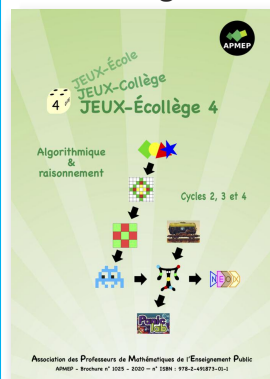 APMEP
JEUX-École
JEUX-Collège
4 JEUX-Écollège 4
Algorithmique
&
raisonnement
Cycles 2, 3 et 4
Association des Professeurs de Mathématiques de l'Enseignement Public
APMEP - Brochure n° 1025 - 2020 - n° ISBN : 978-2-491873-01-1